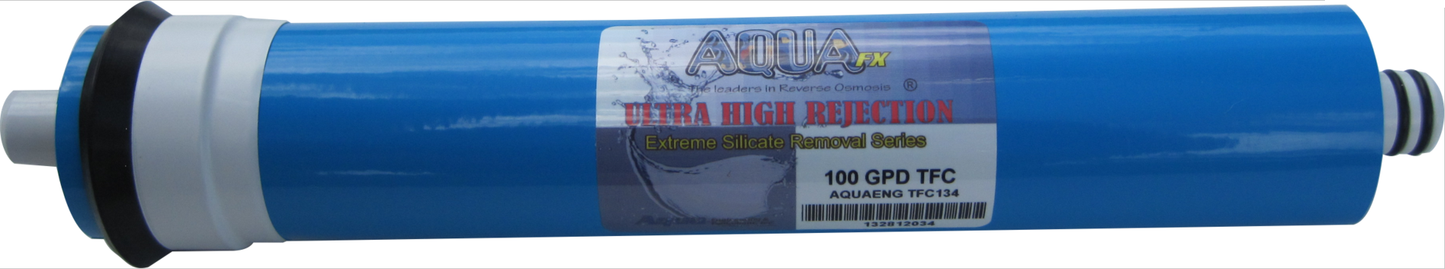 AQUA FX
The leaders in Reverse Osmosis ®
ULTRA HIGH REJECTION
Extreme Silicate Removal Series
100 GPD TFC
AQUAENG TFC134
132812034